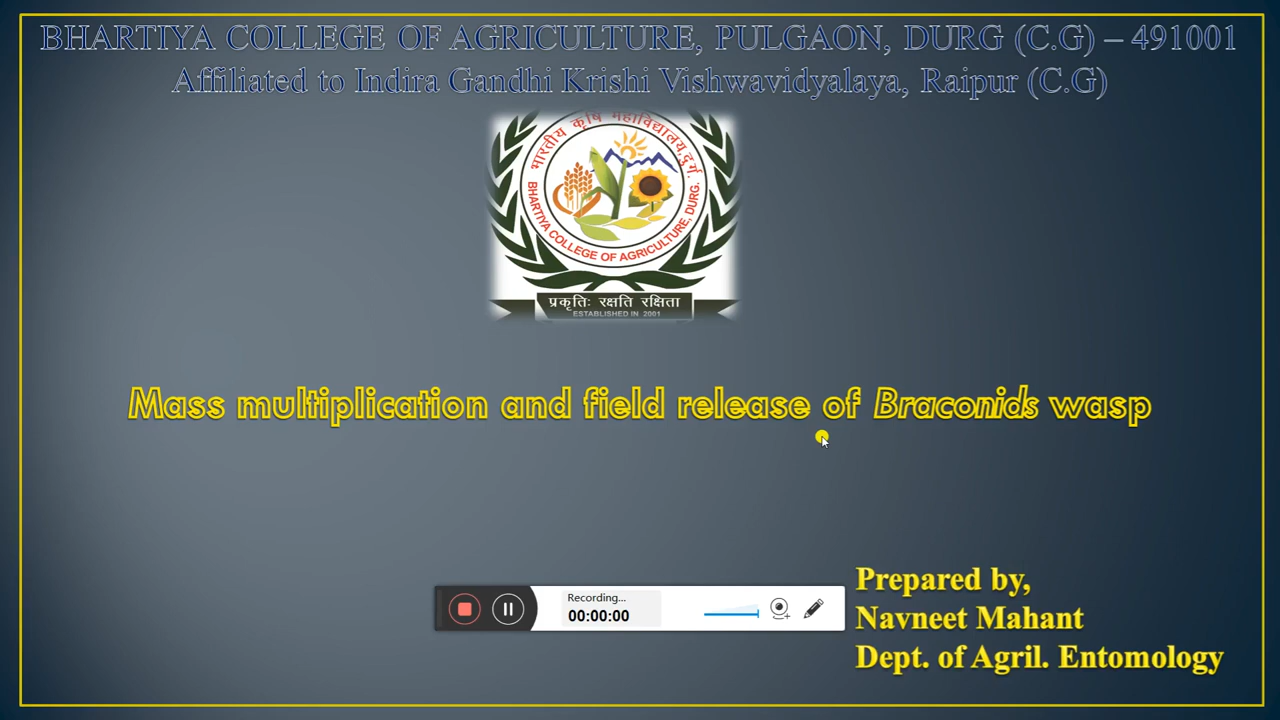 BHARTIYA COLLEGE OF AGRICULTURE, PULGAON, DURG (C.G) – 491001
Affiliated to Indira Gandhi Krishi Vishwavidyalaya, Raipur (C.G)
भारतीय कृषि महाविद्यालय, दुर्ग.
BHARTIYA COLLEGE OF AGRICULTURE, DURG.
प्रकृतिः रक्षति रक्षिता
ESTABLISHED IN 2001
Mass multiplication and field release of Braconids wasp
Recording...
00:00:00
Prepared by,
Navneet Mahant
Dept. of Agril. Entomology